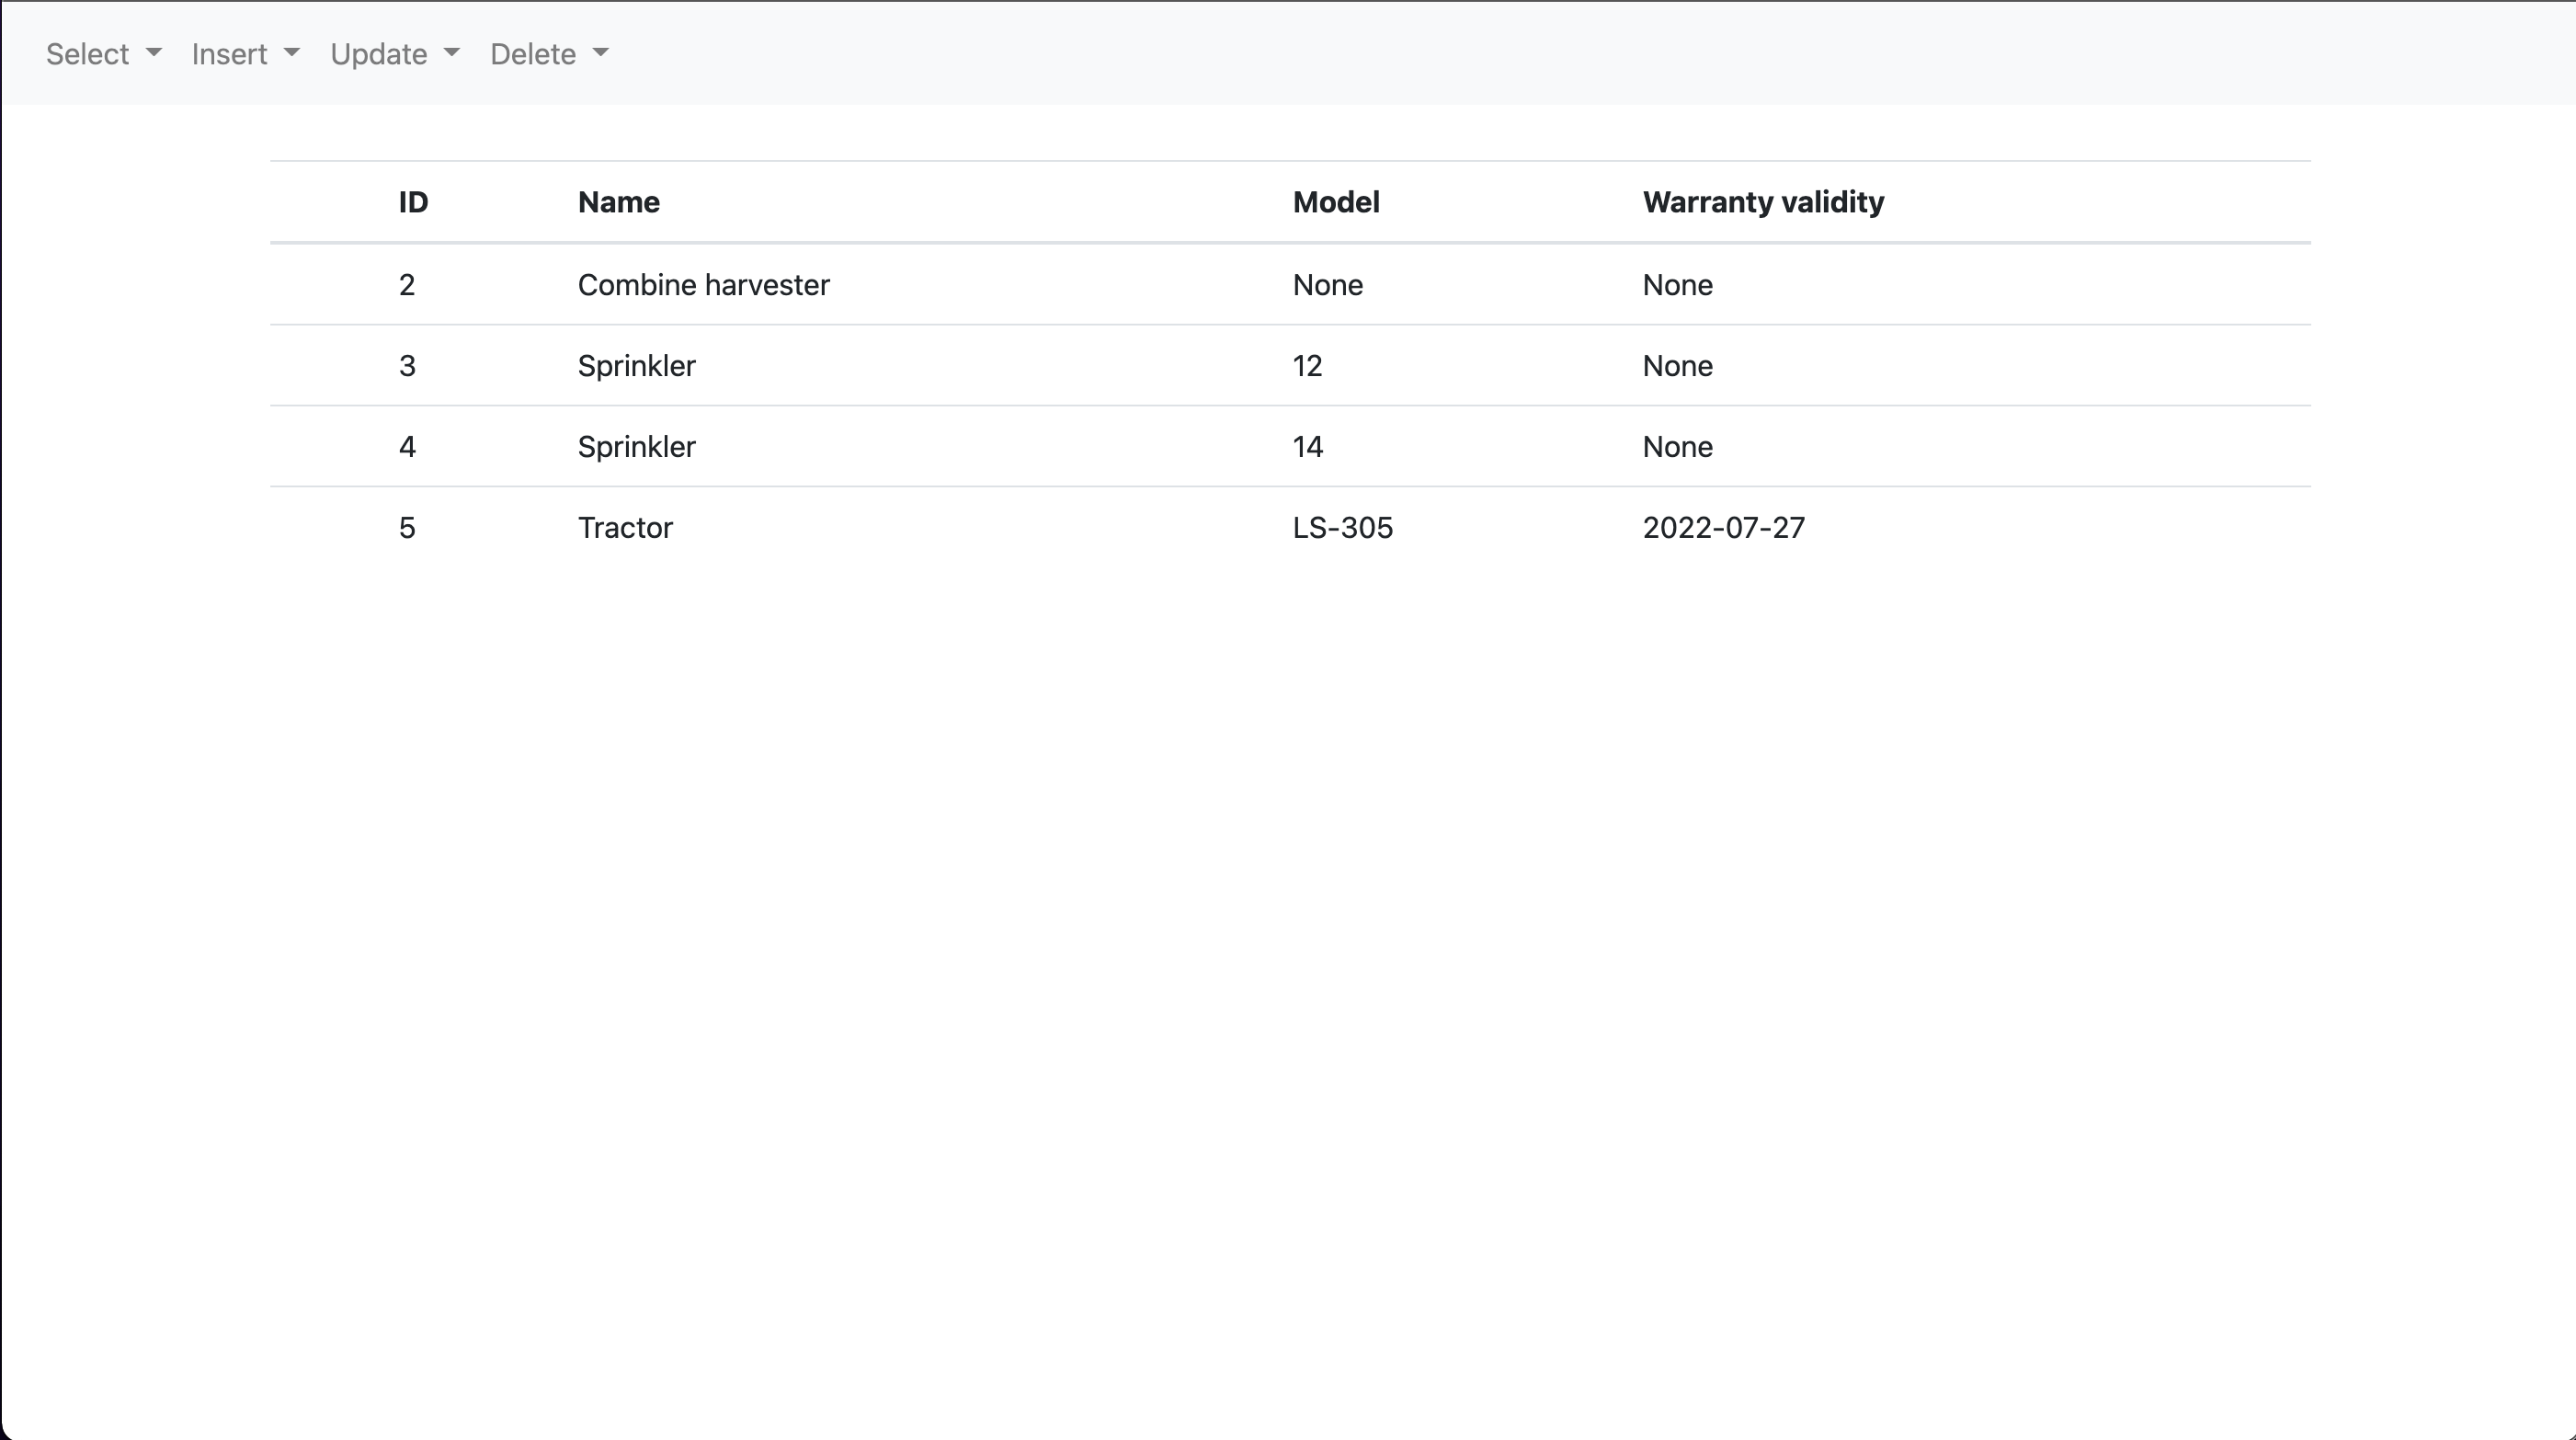 Select Insert Update Delete
ID Name Model Warranty validity
2 Combine harvester None None
3 Sprinkler 12 None
4 Sprinkler 14 None
5 Tractor LS-305 2022-07-27